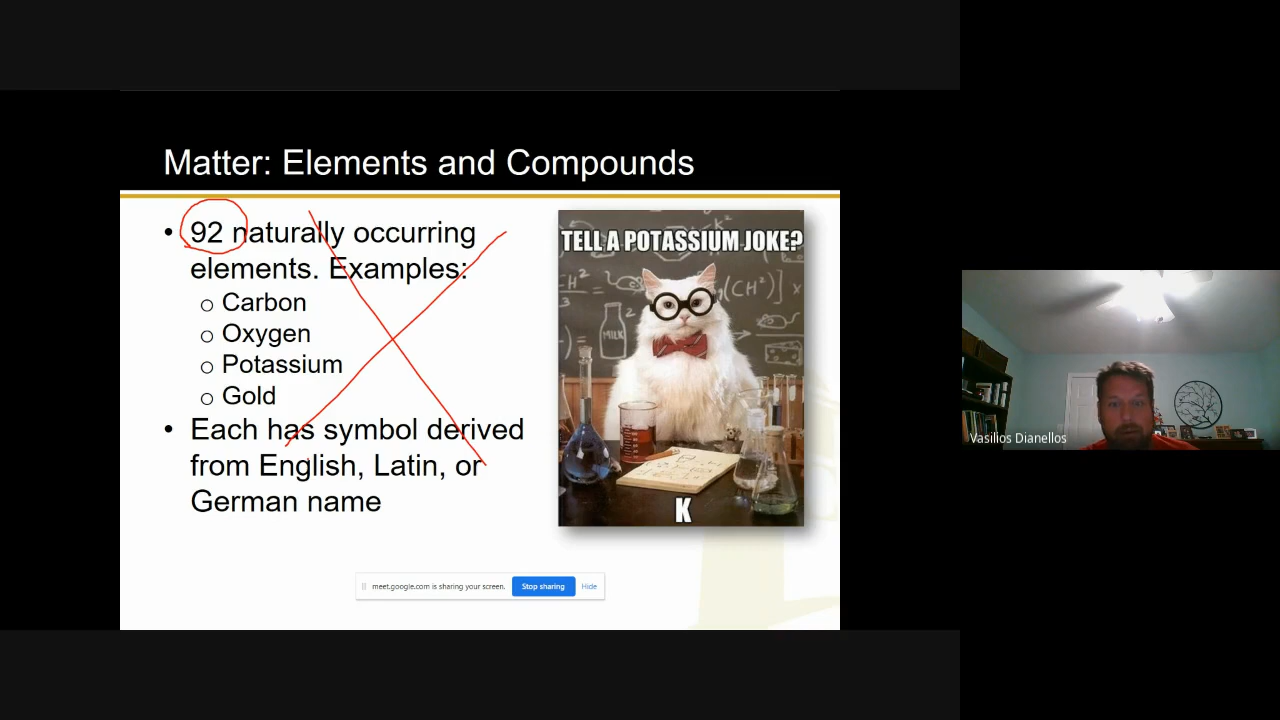 Matter: Elements and Compounds
• 92 naturally occurring
elements. Examples:
o Carbon
o Oxygen
o Potassium
o Gold
• Each has symbol derived
from English, Latin, or
German name
TELL A POTASSIUM JOKE?
MILK
K
meet.google.com is sharing your screen. Stop sharing Hide
Vasilios Dianellos